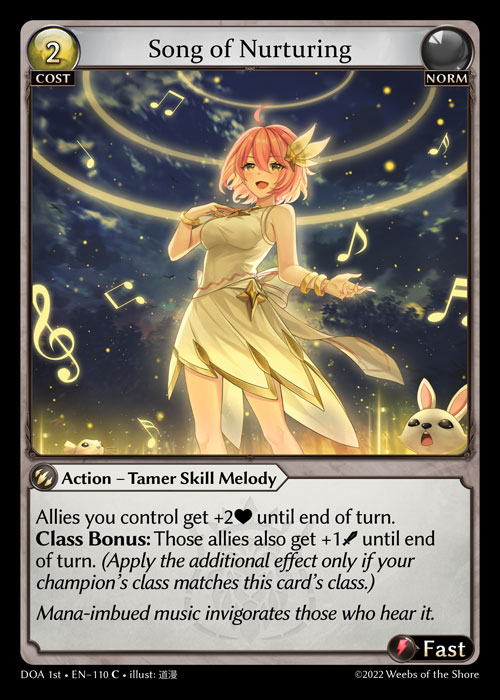 2
Song of Nurturing
COST
NORM
Action – Tamer Skill Melody
Allies you control get +2♥ until end of turn.
Class Bonus: Those allies also get +1 until end
of turn. (Apply the additional effect only if your
champion's class matches this card's class.)
Mana-imbued music invigorates those who hear it.
Fast
DOA 1st • EN–110 C • illust: 道漫
©2022 Weebs of the Shore